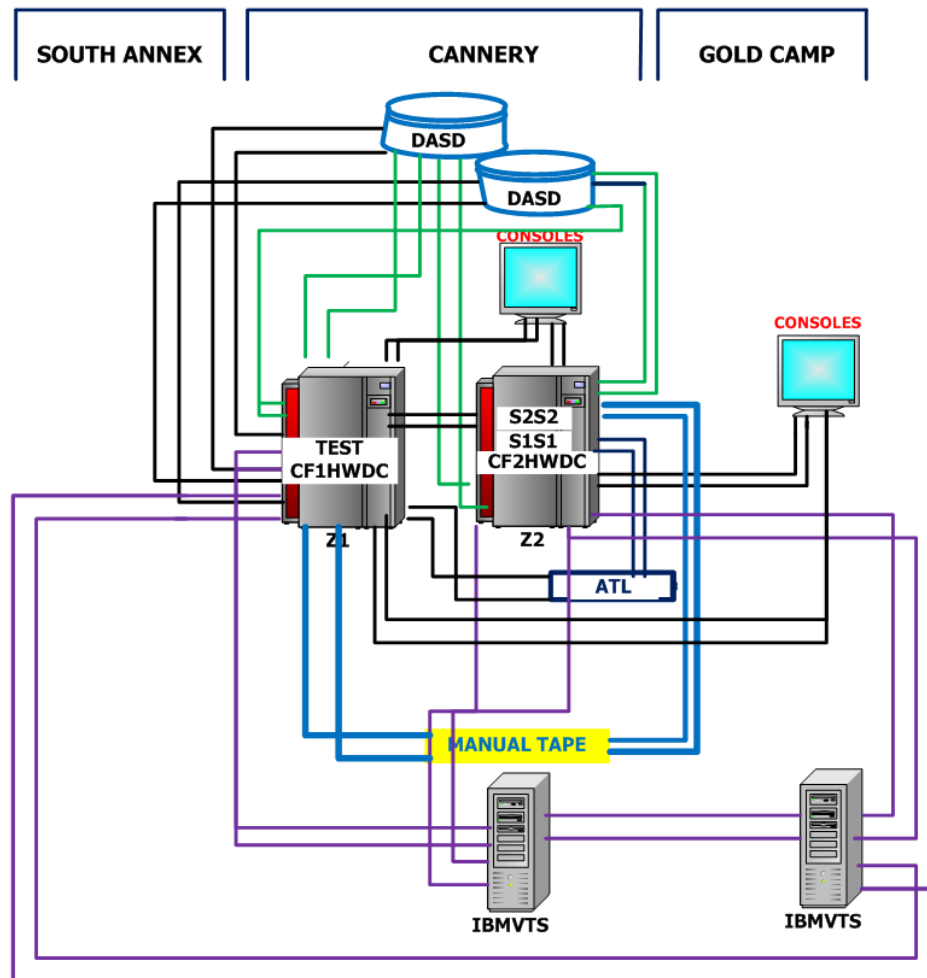 SOUTH ANNEX
CANNERY
GOLD CAMP
DASD
DASD
CONSOLES
CONSOLES
TEST
CF1HWDC
S2S2
S1S1
CF2HWDC
Z1
Z2
ATL
MANUAL TAPE
IBMVTS
IBMVTS